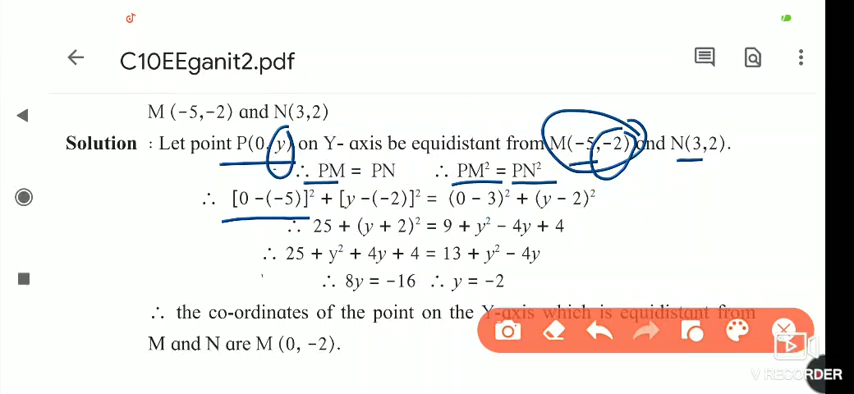 C10EEganit2.pdf
M (−5,−2) and N(3,2)
Solution : Let point P(0, y) on Y- axis be equidistant from M(−5,−2) and N(3,2).
∴ PM = PN ∴ PM² = PN²
∴ [0 −(−5)]² + [y −(−2)]² = (0 − 3)² + (y − 2)²
∴ 25 + (y + 2)² = 9 + y² − 4y + 4
∴ 25 + y² + 4y + 4 = 13 + y² − 4y
∴ 8y = −16 ∴ y = −2
∴ the co-ordinates of the point on the Y-axis which is equidistant from
M and N are M (0, −2).
V RECORDER